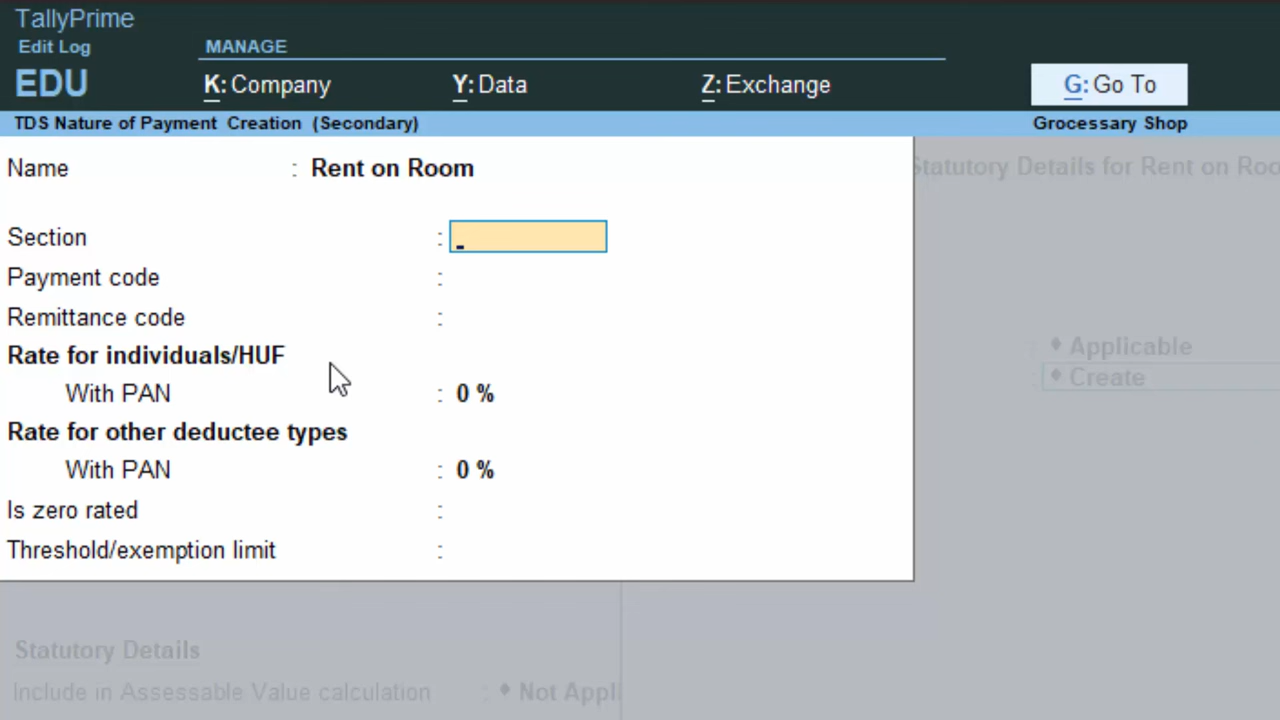 TallyPrime
Edit Log
MANAGE
EDU
K: Company
Y: Data
Z: Exchange
G: Go To
TDS Nature of Payment Creation (Secondary)
Grocessary Shop
Name : Rent on Room
Statutory Details for Rent on Roo
Section :
Payment code :
Remittance code :
Applicable
Rate for individuals/HUF
Create
With PAN : 0 %
Rate for other deductee types
With PAN : 0 %
Is zero rated :
Threshold/exemption limit :
Statutory Details
Include in Assessable Value calculation : ♦ Not Appli